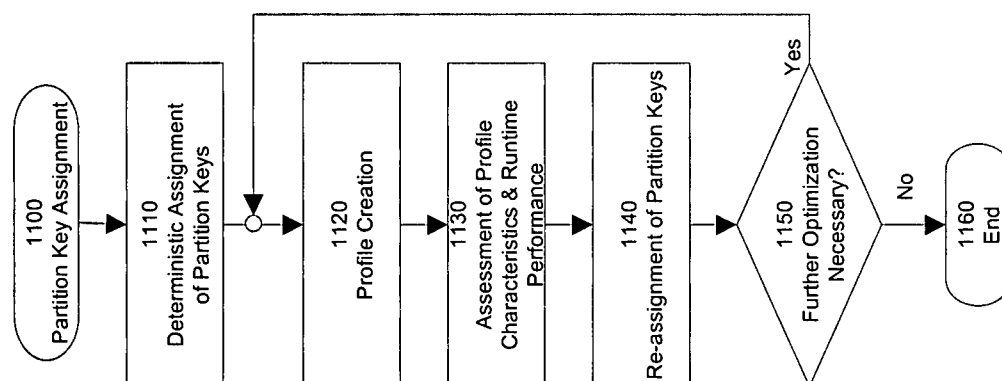 1100
Partition Key Assignment
1110
Deterministic Assignment
of Partition Keys
1120
Profile Creation
1130
Assessment of Profile
Characteristics & Runtime
Performance
1140
Re-assignment of Partition Keys
1150
Further Optimization
Necessary?
Yes
No
1160
End